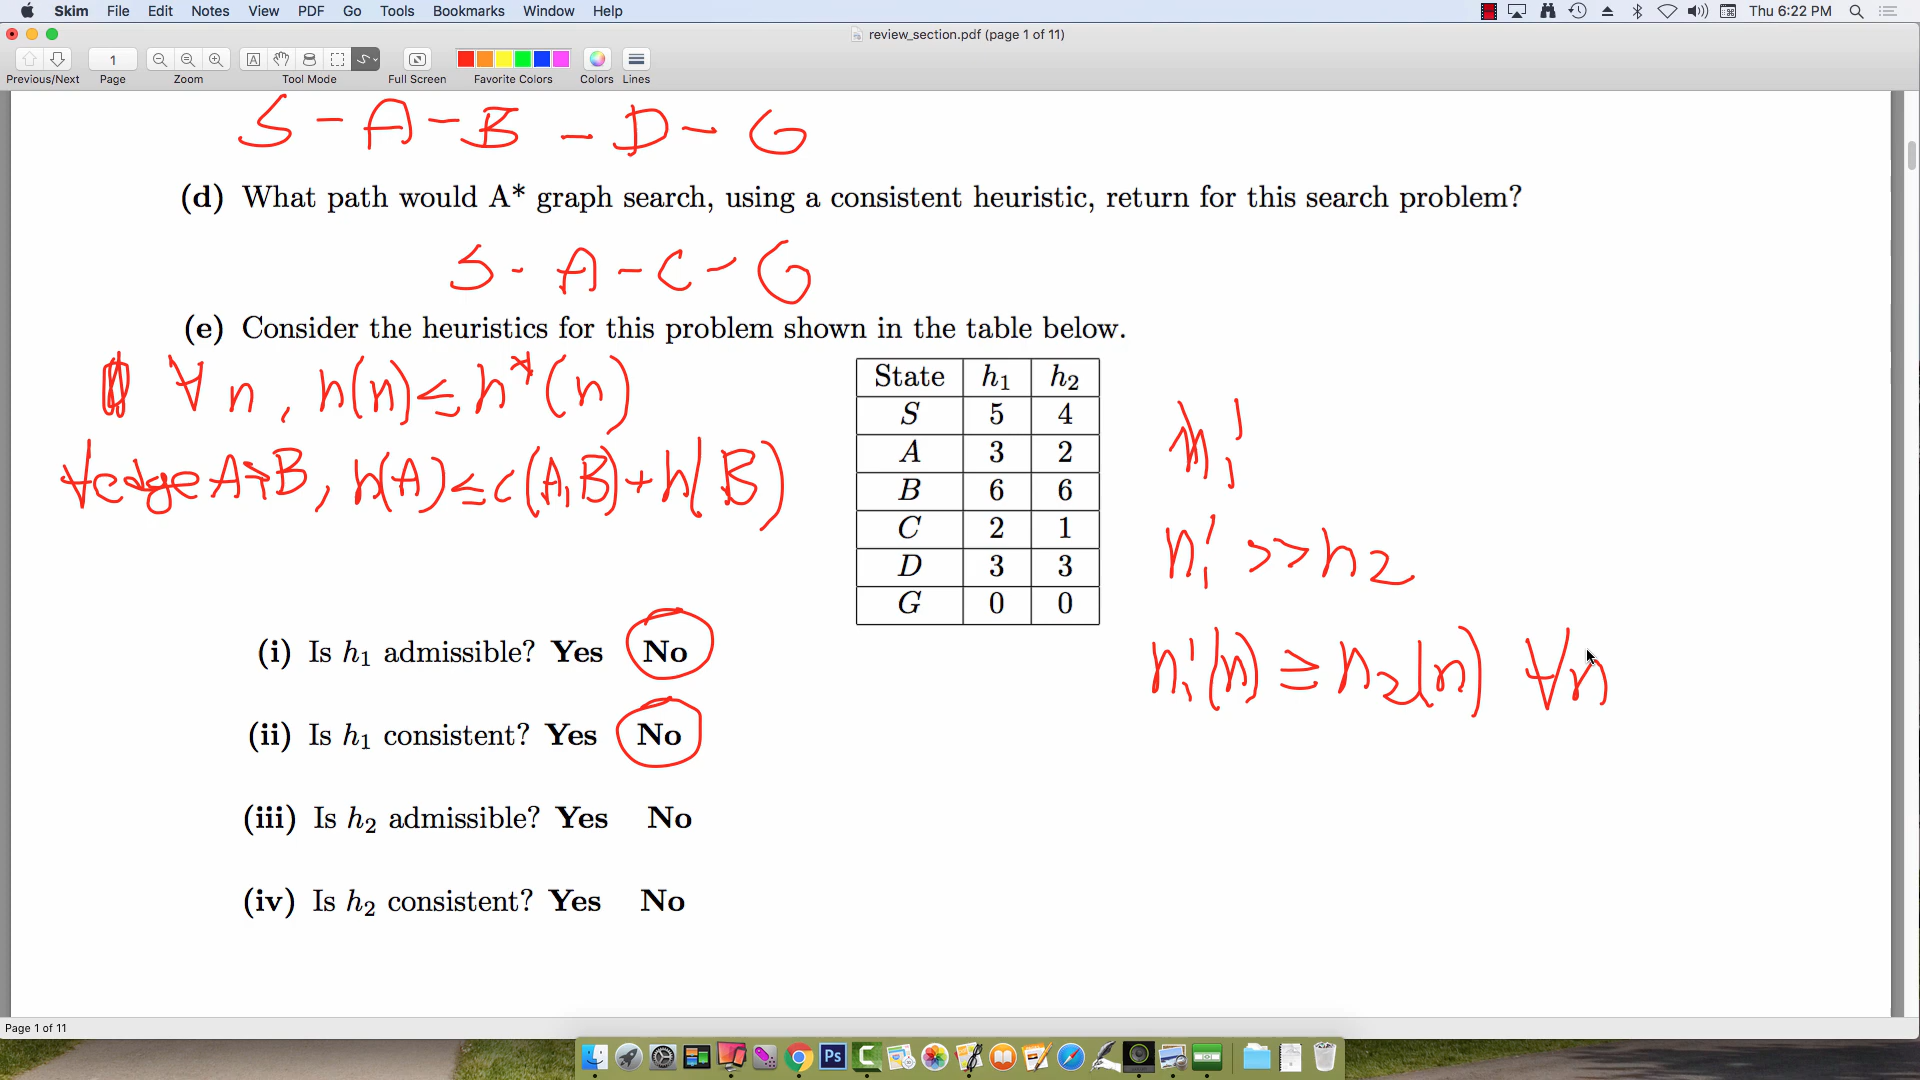 Skim File Edit Notes View PDF Go Tools Bookmarks Window Help Thu 6:22 PM
review_section.pdf (page 1 of 11)
1
Previous/Next Page Zoom Tool Mode Full Screen Favorite Colors Colors Lines
S - A - B - D - G
(d) What path would A* graph search, using a consistent heuristic, return for this search problem?
S - A - C - G
(e) Consider the heuristics for this problem shown in the table below.
∀ n, h(n) ≤ h*(n)
∀ edge A→B, h(A) ≤ c(A,B) + h(B)
State h₁ h₂
S 5 4
A 3 2
B 6 6
C 2 1
D 3 3
G 0 0
h₁'
h₁' >> h₂
h₁'(n) ≥ h₂(n) ∀n
(i) Is h₁ admissible? Yes No
(ii) Is h₁ consistent? Yes No
(iii) Is h₂ admissible? Yes No
(iv) Is h₂ consistent? Yes No
Page 1 of 11
Ps